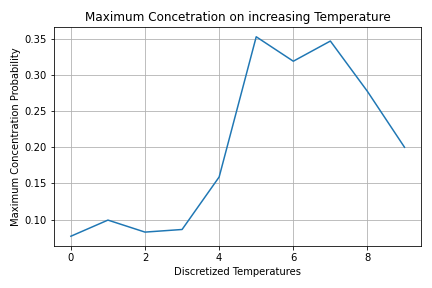 Maximum Concetration on increasing Temperature
Maximum Concentration Probability
0.35
0.30
0.25
0.20
0.15
0.10
0 2 4 6 8
Discretized Temperatures